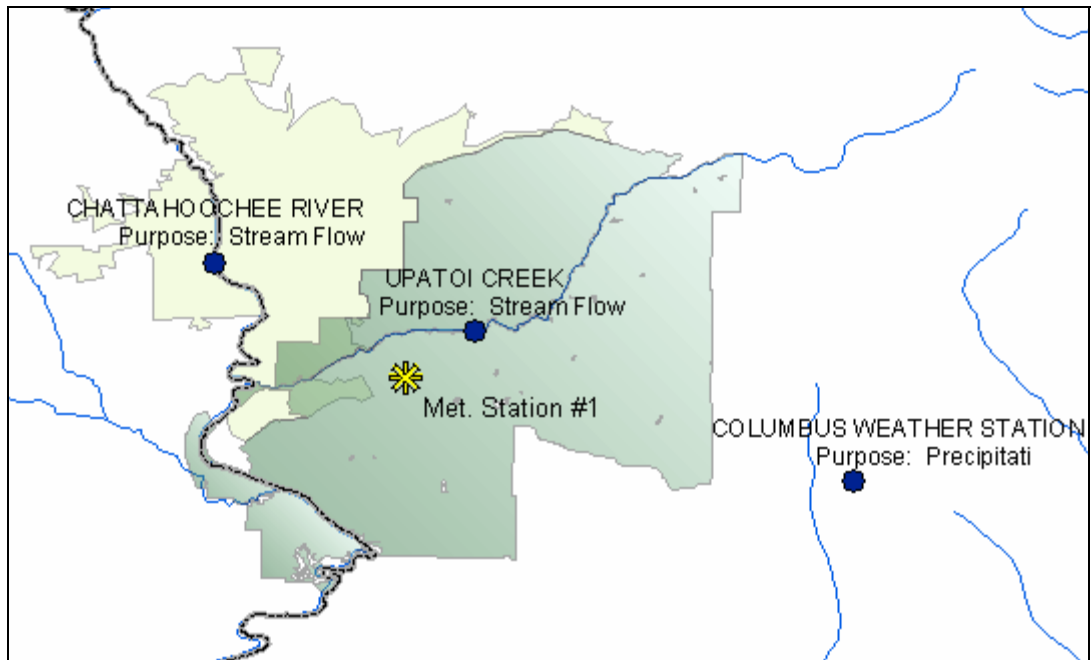 CHATTAHOOCHEE RIVER
Purpose: Stream Flow
UPATOI CREEK
Purpose: Stream Flow
Met. Station #1
COLUMBUS WEATHER STATION
Purpose: Precipitati